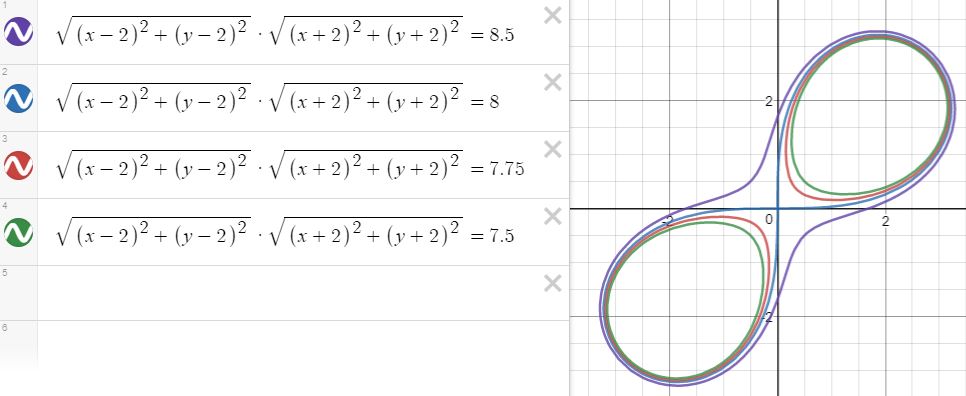 1
√(x − 2)² + (y − 2)² · √(x + 2)² + (y + 2)² = 8.5
2
√(x − 2)² + (y − 2)² · √(x + 2)² + (y + 2)² = 8
3
√(x − 2)² + (y − 2)² · √(x + 2)² + (y + 2)² = 7.75
4
√(x − 2)² + (y − 2)² · √(x + 2)² + (y + 2)² = 7.5
5
6
2
-2 0 2
-2